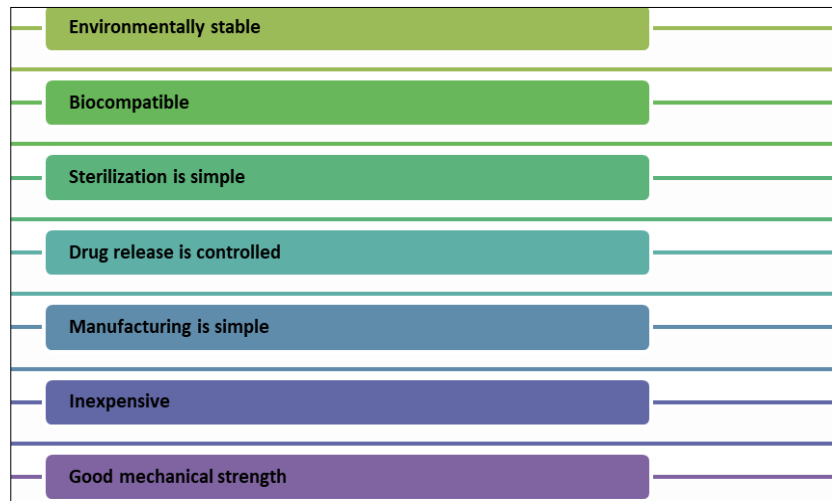 Environmentally stable
Biocompatible
Sterilization is simple
Drug release is controlled
Manufacturing is simple
Inexpensive
Good mechanical strength